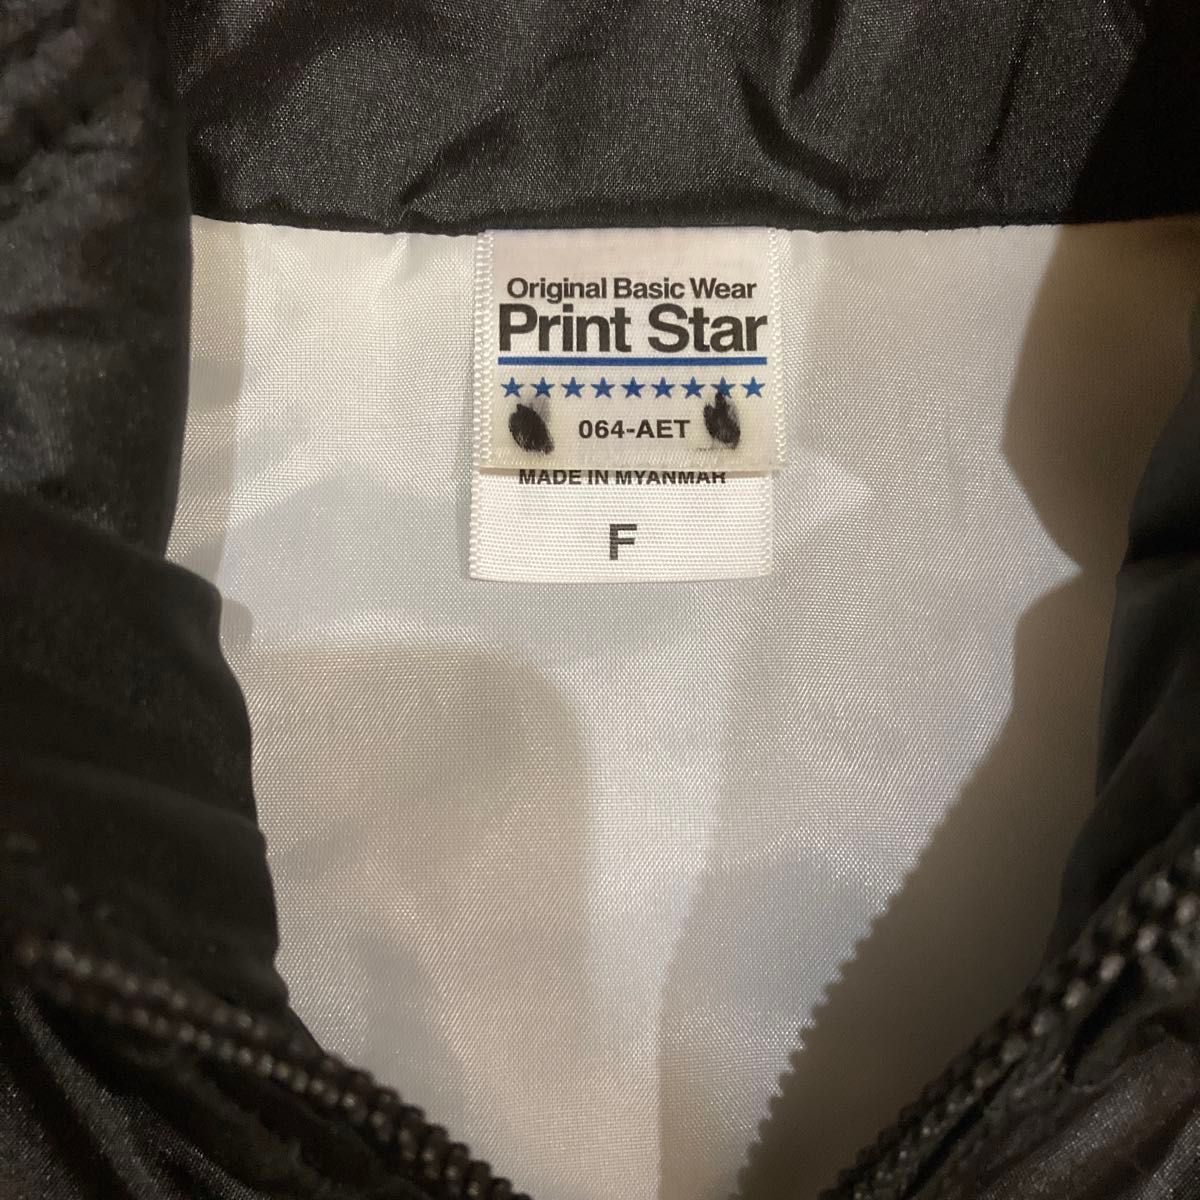 Original Basic Wear
Print Star
064-AET
MADE IN MYANMAR
F